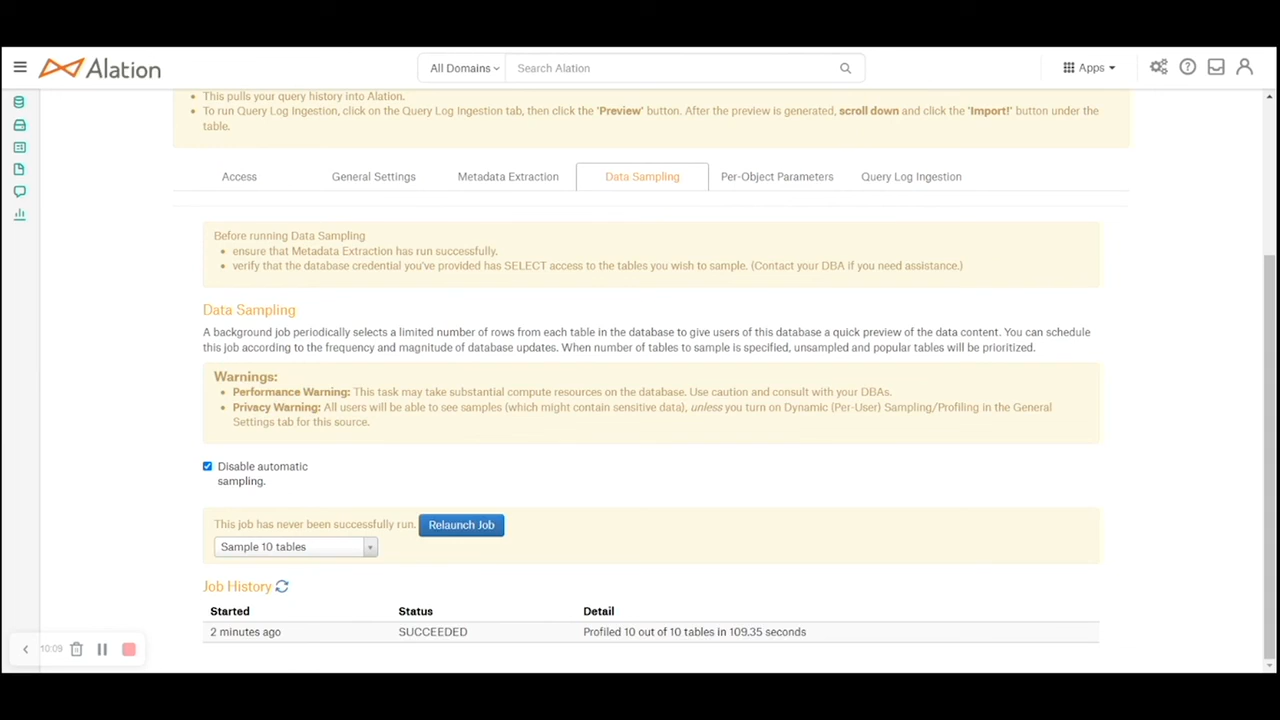 Alation
All Domains
Search Alation
Apps
This pulls your query history into Alation.
To run Query Log Ingestion, click on the Query Log Ingestion tab, then click the 'Preview' button. After the preview is generated, scroll down and click the 'Import!' button under the
table.
Access
General Settings
Metadata Extraction
Data Sampling
Per-Object Parameters
Query Log Ingestion
Before running Data Sampling
ensure that Metadata Extraction has run successfully.
verify that the database credential you've provided has SELECT access to the tables you wish to sample. (Contact your DBA if you need assistance.)
Data Sampling
A background job periodically selects a limited number of rows from each table in the database to give users of this database a quick preview of the data content. You can schedule
this job according to the frequency and magnitude of database updates. When number of tables to sample is specified, unsampled and popular tables will be prioritized.
Warnings:
Performance Warning: This task may take substantial compute resources on the database. Use caution and consult with your DBAs.
Privacy Warning: All users will be able to see samples (which might contain sensitive data), unless you turn on Dynamic (Per-User) Sampling/Profiling in the General
Settings tab for this source.
Disable automatic
sampling.
This job has never been successfully run.
Relaunch Job
Sample 10 tables
Job History
Started Status Detail
2 minutes ago SUCCEEDED Profiled 10 out of 10 tables in 109.35 seconds
10:09